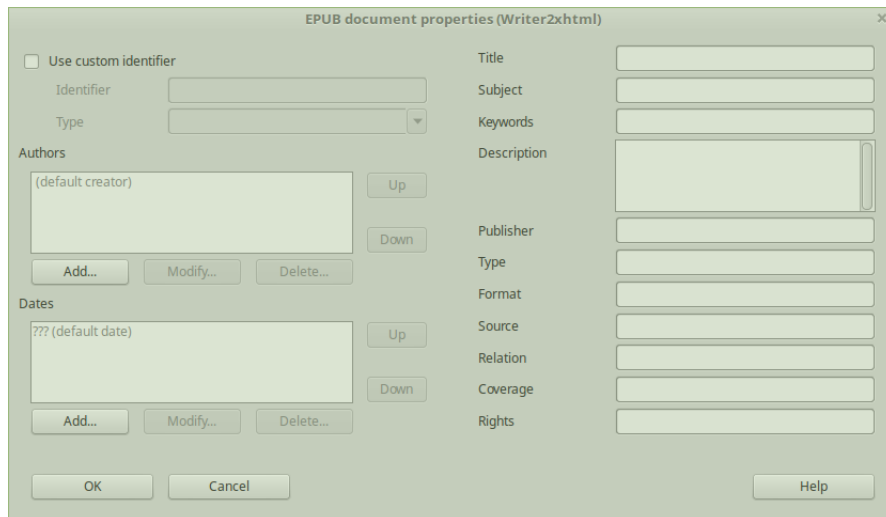 EPUB document properties (Writer2xhtml)
Use custom identifier
Identifier
Type
Authors
(default creator)
Up
Down
Add...
Modify...
Delete...
Dates
??? (default date)
Up
Down
Add...
Modify...
Delete...
Title
Subject
Keywords
Description
Publisher
Type
Format
Source
Relation
Coverage
Rights
OK
Cancel
Help